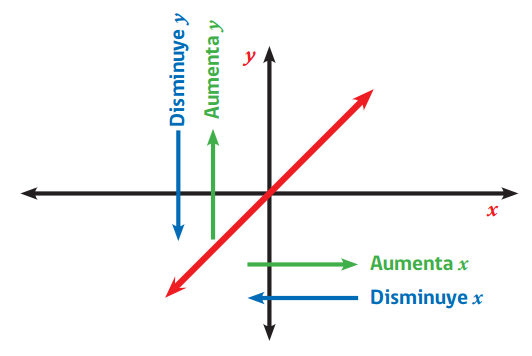 Disminuye y
Aumenta y
y
x
Aumenta x
Disminuye x